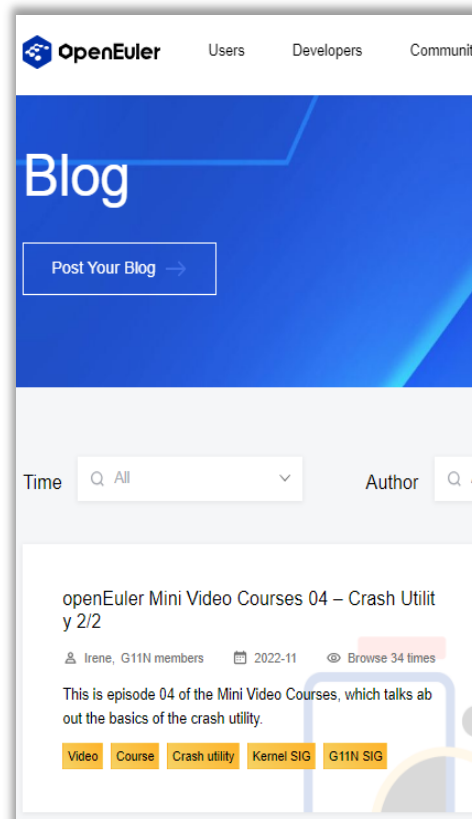 openEuler Users Developers Communit
Blog
Post Your Blog
Time All Author
openEuler Mini Video Courses 04 – Crash Utilit
y 2/2
Irene, G11N members 2022-11 Browse 34 times
This is episode 04 of the Mini Video Courses, which talks ab
out the basics of the crash utility.
Video Course Crash utility Kernel SIG G11N SIG